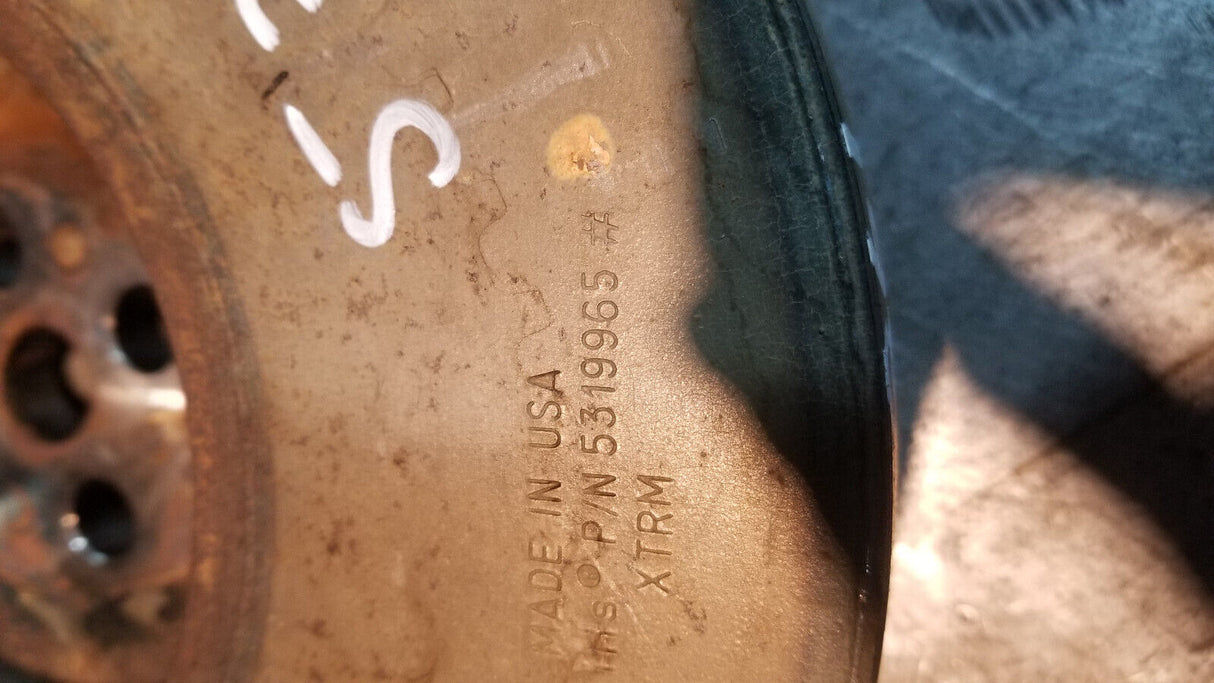 MADE IN USA
P/N 5319965 #
XTRM
S